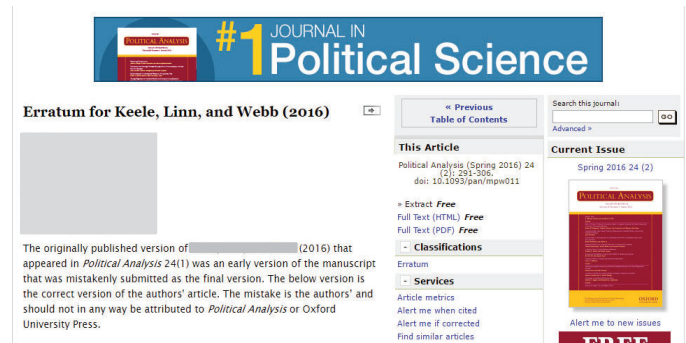 POLITICAL ANALYSIS
#1 JOURNAL IN
Political Science
Erratum for Keele, Linn, and Webb (2016)
The originally published version of (2016) that
appeared in Political Analysis 24(1) was an early version of the manuscript
that was mistakenly submitted as the final version. The below version is
the correct version of the authors' article. The mistake is the authors' and
should not in any way be attributed to Political Analysis or Oxford
University Press.
« Previous
Table of Contents
This Article
Political Analysis (Spring 2016) 24
(2): 291-306.
doi: 10.1093/pan/mpw011
» Extract Free
Full Text (HTML) Free
Full Text (PDF) Free
- Classifications
Erratum
- Services
Article metrics
Alert me when cited
Alert me if corrected
Find similar articles
Search this journal:
GO
Advanced »
Current Issue
Spring 2016 24 (2)
POLITICAL ANALYSIS
OXFORD
Alert me to new issues
FREE